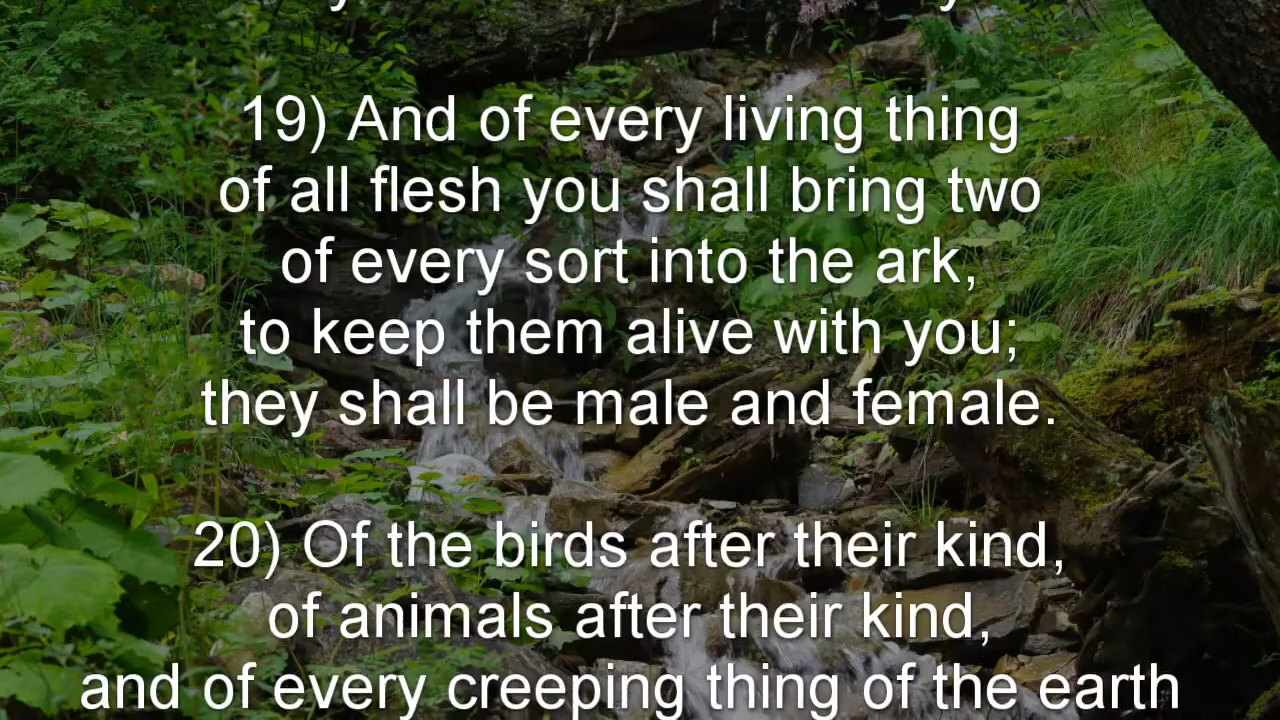 19) And of every living thing
of all flesh you shall bring two
of every sort into the ark,
to keep them alive with you;
they shall be male and female.
20) Of the birds after their kind,
of animals after their kind,
and of every creeping thing of the earth